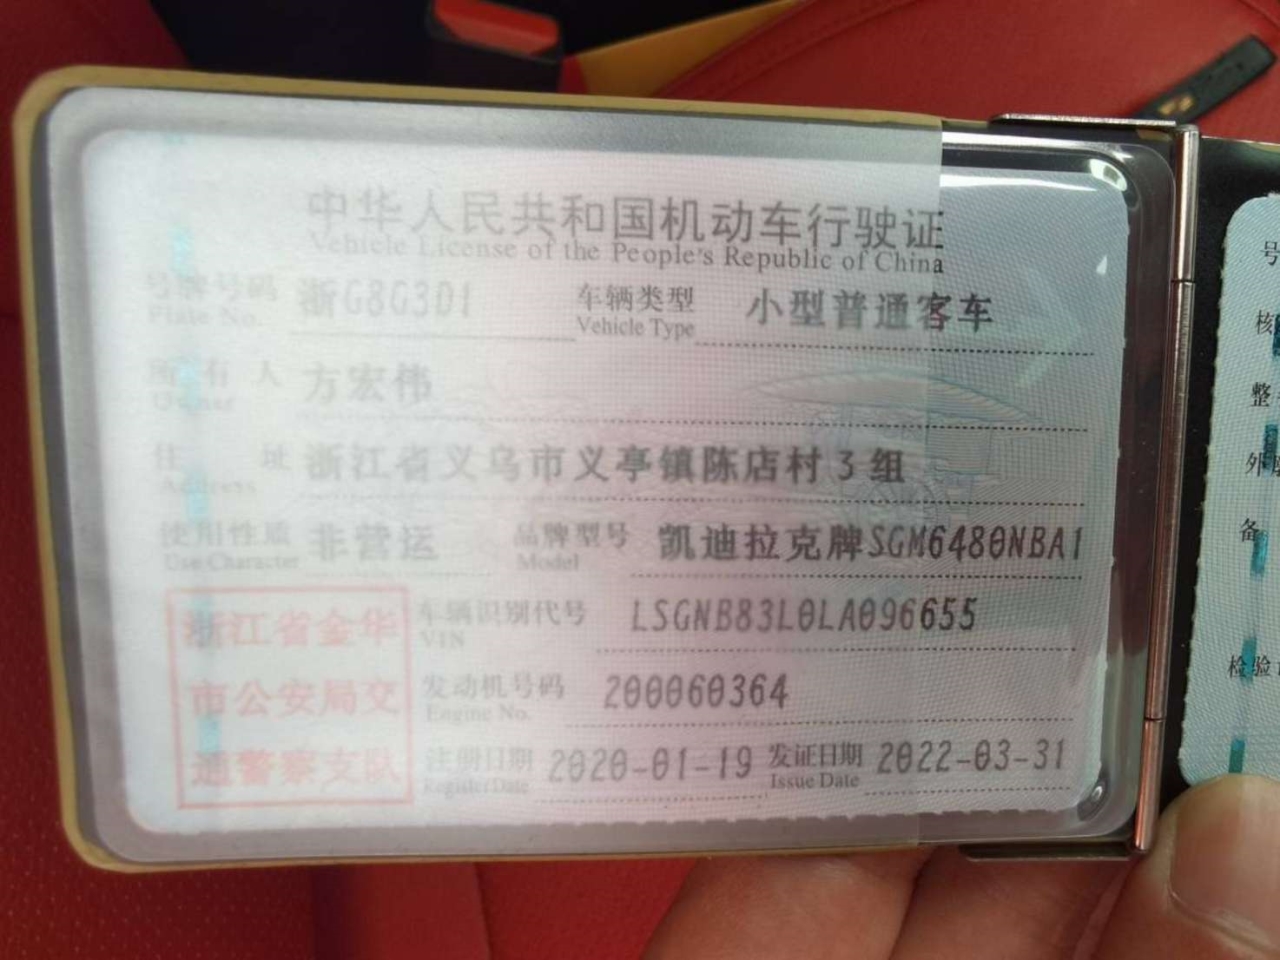 中华人民共和国机动车行驶证
Vehicle License of the People's Republic of China
号牌号码 浙G8G3D1 车辆类型 小型普通客车
Plate No. Vehicle Type
所有人 方宏伟
Owner
住 址 浙江省义乌市义亭镇陈店村3组
Address
使用性质 非营运 品牌型号 凯迪拉克牌SGM6480NBA1
Use Character Model
浙江省金华
市公安局交
通警察支队
车辆识别代号 LSGNB83L0LA096655
VIN
发动机号码 200060364
Engine No.
注册日期 2020-01-19 发证日期 2022-03-31
Register Date Issue Date
号
核
整
外
备
检验